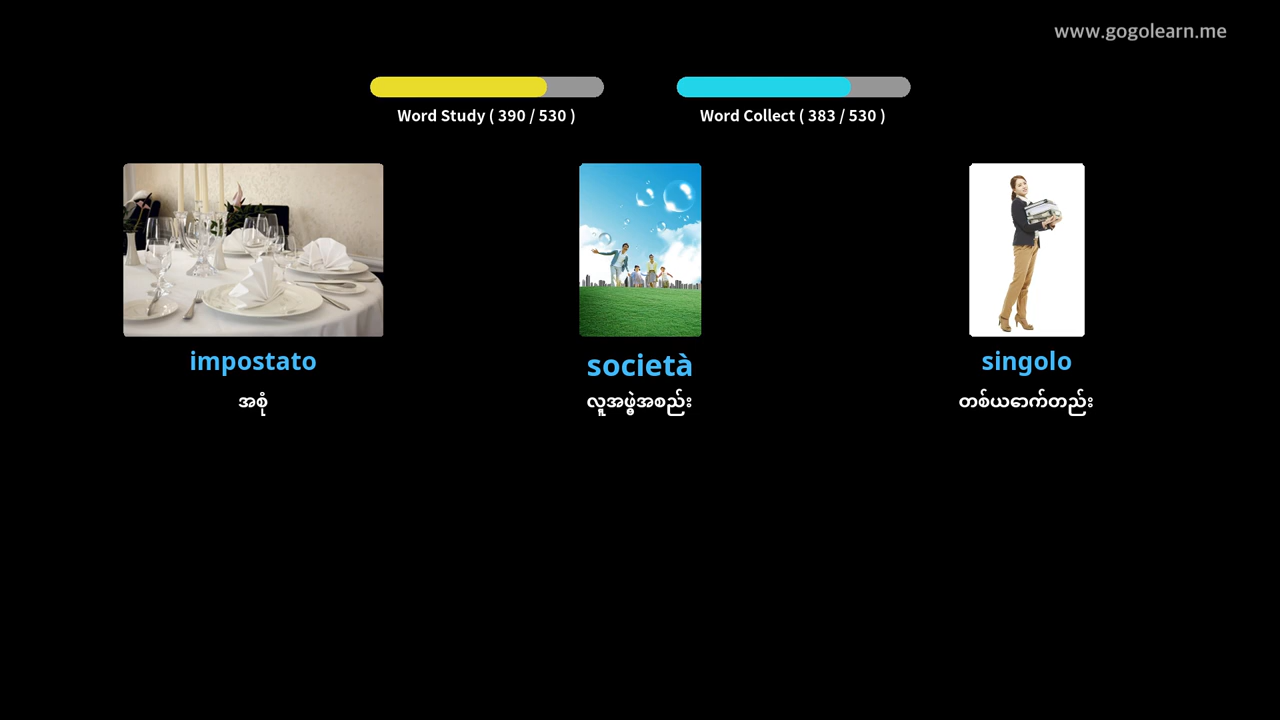 www.gogolearn.me
Word Study ( 390 / 530 )
Word Collect ( 383 / 530 )
impostato
società
singolo
အစုံ
လူအဖွဲ့အစည်း
တစ်ယောက်တည်း